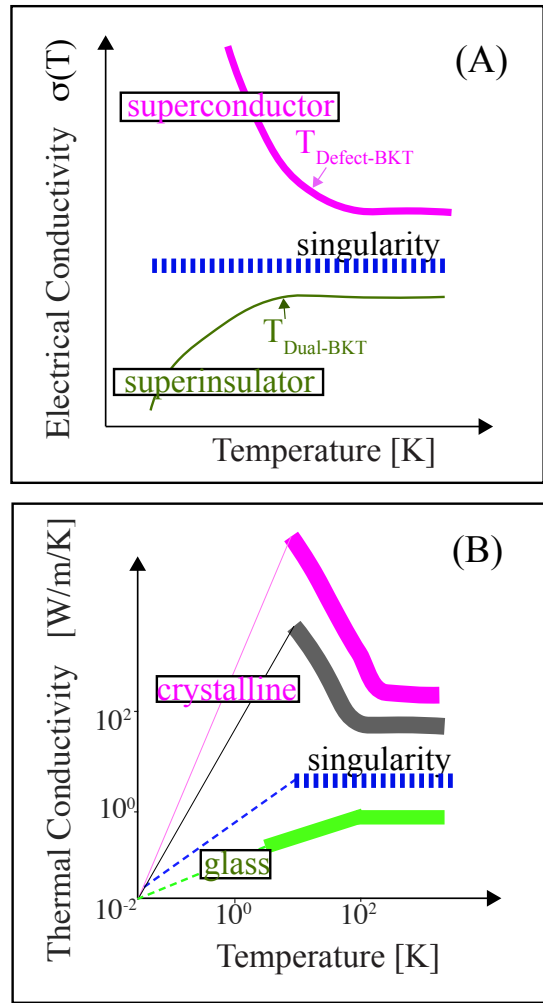 (A)
Electrical Conductivity σ(T)
superconductor
T_Defect-BKT
singularity
T_Dual-BKT
superinsulator
Temperature [K]
(B)
Thermal Conductivity [W/m/K]
crystalline
10^2
singularity
10^0
glass
10^-2
10^0 10^2
Temperature [K]